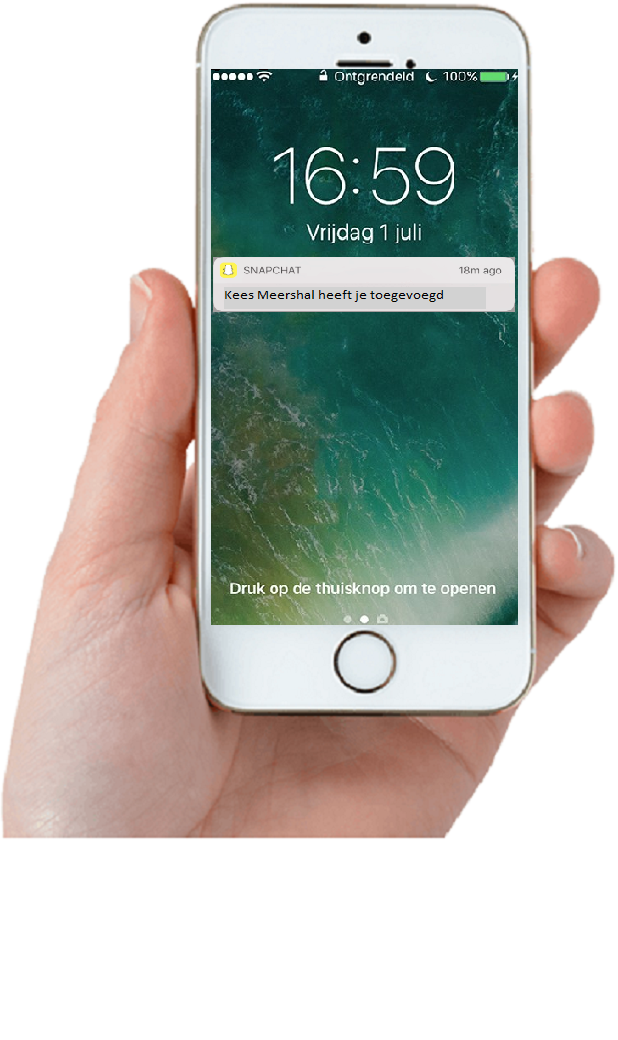 Ontgrendeld 100%
16:59
Vrijdag 1 juli
SNAPCHAT 18m ago
Kees Meershal heeft je toegevoegd
Druk op de thuisknop om te openen